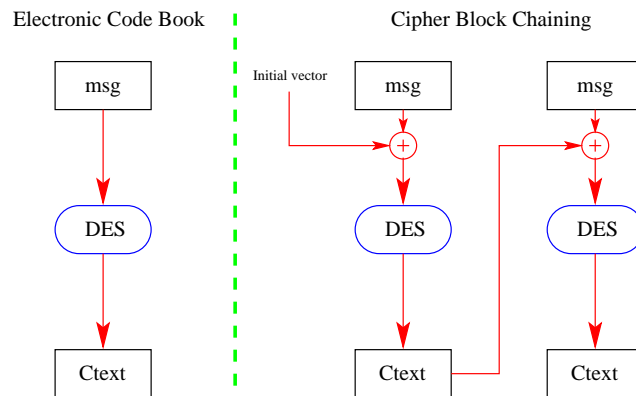 Electronic Code Book
Cipher Block Chaining
msg
Initial vector
msg
msg
+
+
DES
DES
DES
Ctext
Ctext
Ctext